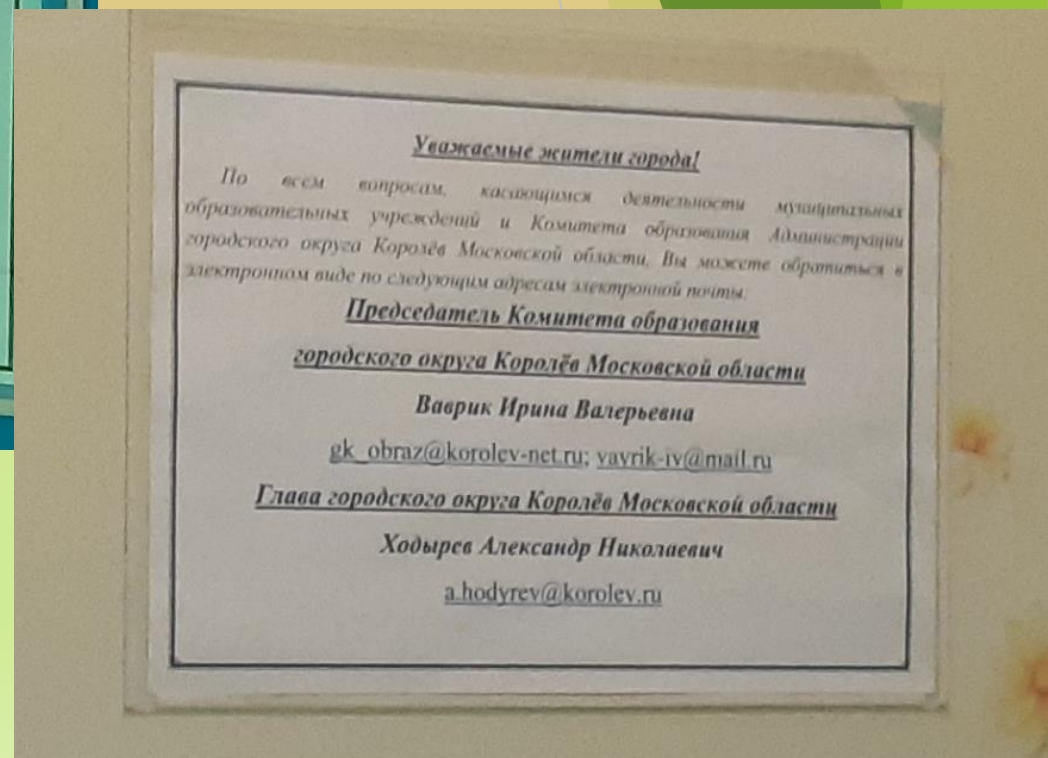 Уважаемые жители города!
По всем вопросам, касающимся деятельности муниципальных
образовательных учреждений и Комитета образования Администрации
городского округа Королёв Московской области, Вы можете обратиться в
электронном виде по следующим адресам электронной почты:
Председатель Комитета образования
городского округа Королёв Московской области
Ваврик Ирина Валерьевна
gk_obraz@korolev-net.ru; vavrik-iv@mail.ru
Глава городского округа Королёв Московской области
Ходырев Александр Николаевич
a.hodyrev@korolev.ru